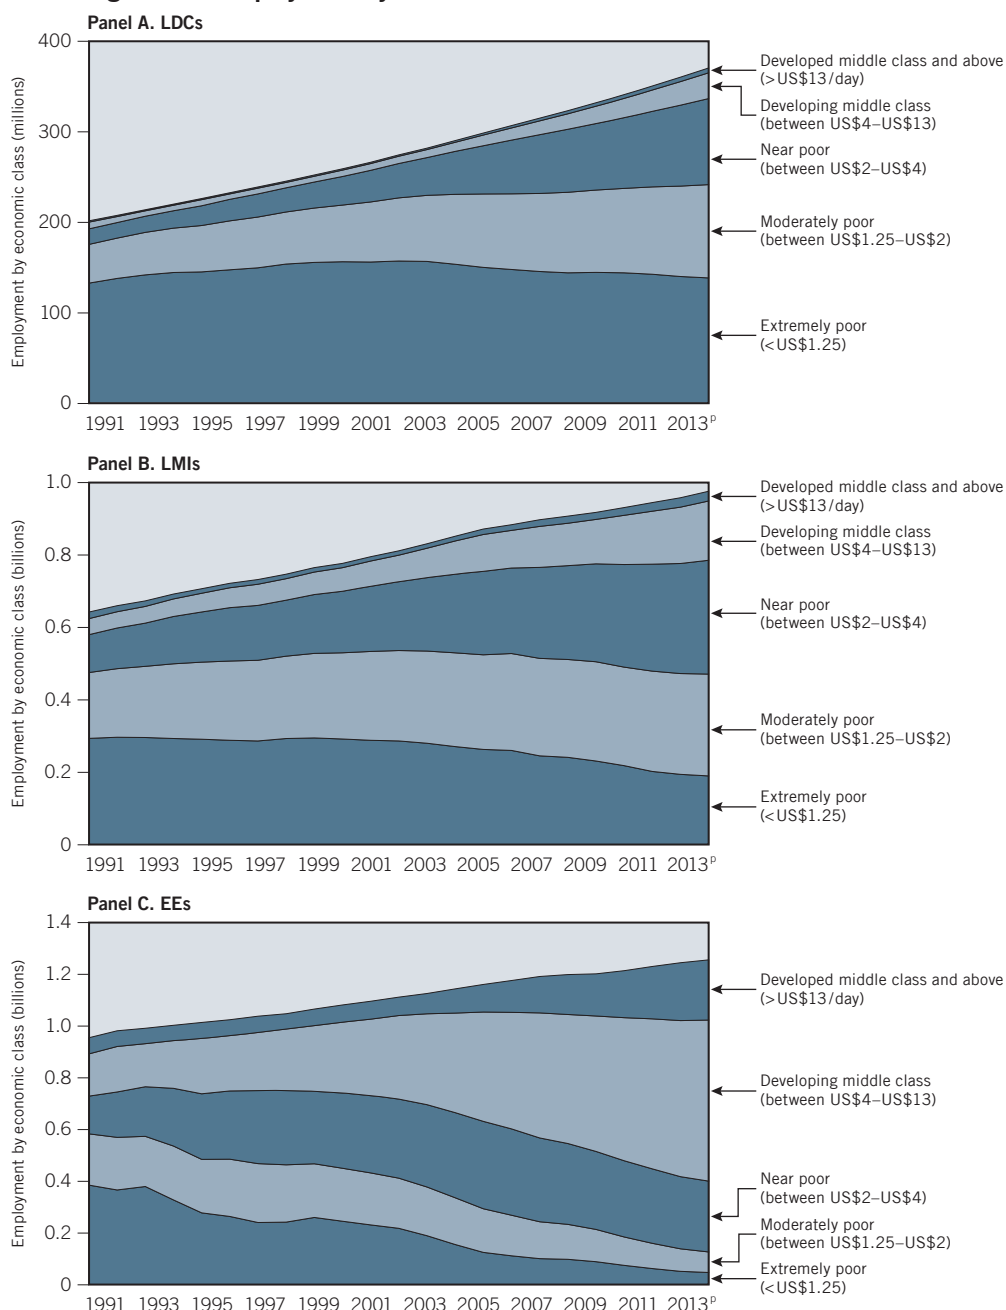 Panel A. LDCs
Employment by economic class (millions)
400
300
200
100
0
1991 1993 1995 1997 1999 2001 2003 2005 2007 2009 2011 2013ᵖ
Developed middle class and above
(>US$13/day)
Developing middle class
(between US$4–US$13)
Near poor
(between US$2–US$4)
Moderately poor
(between US$1.25–US$2)
Extremely poor
(<US$1.25)
Panel B. LMIs
Employment by economic class (billions)
1.0
0.8
0.6
0.4
0.2
0
1991 1993 1995 1997 1999 2001 2003 2005 2007 2009 2011 2013ᵖ
Developed middle class and above
(>US$13/day)
Developing middle class
(between US$4–US$13)
Near poor
(between US$2–US$4)
Moderately poor
(between US$1.25–US$2)
Extremely poor
(<US$1.25)
Panel C. EEs
Employment by economic class (billions)
1.4
1.2
1.0
0.8
0.6
0.4
0.2
0
1991 1993 1995 1997 1999 2001 2003 2005 2007 2009 2011 2013ᵖ
Developed middle class and above
(>US$13/day)
Developing middle class
(between US$4–US$13)
Near poor
(between US$2–US$4)
Moderately poor
(between US$1.25–US$2)
Extremely poor
(<US$1.25)